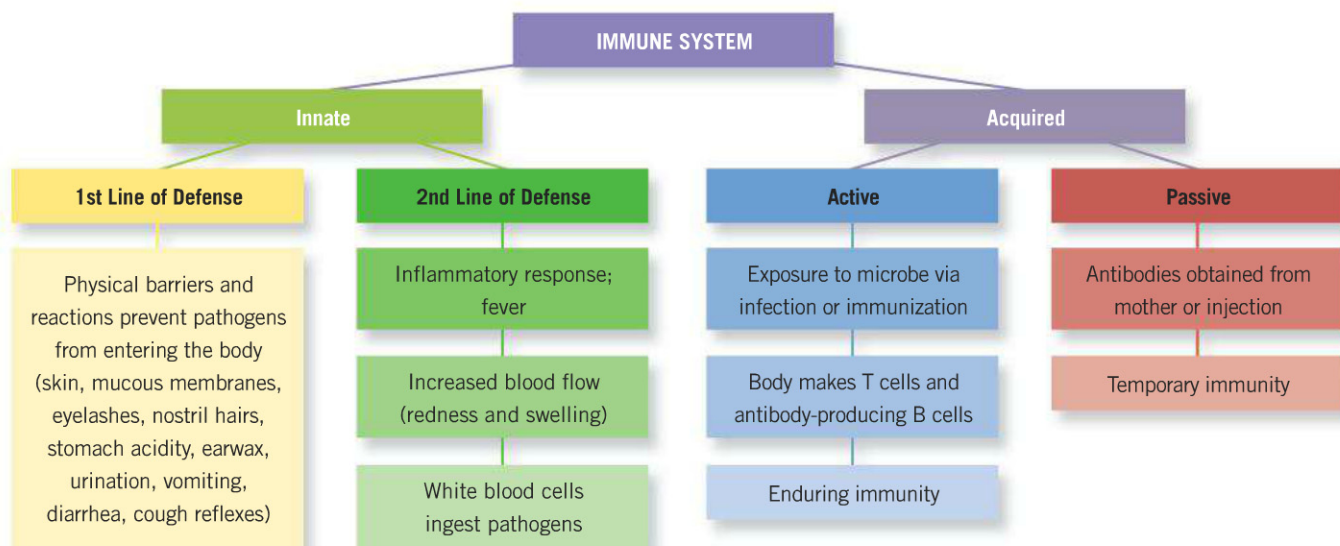 IMMUNE SYSTEM
Innate
Acquired
1st Line of Defense
2nd Line of Defense
Active
Passive
Physical barriers and
reactions prevent pathogens
from entering the body
(skin, mucous membranes,
eyelashes, nostril hairs,
stomach acidity, earwax,
urination, vomiting,
diarrhea, cough reflexes)
Inflammatory response;
fever
Increased blood flow
(redness and swelling)
White blood cells
ingest pathogens
Exposure to microbe via
infection or immunization
Body makes T cells and
antibody-producing B cells
Enduring immunity
Antibodies obtained from
mother or injection
Temporary immunity